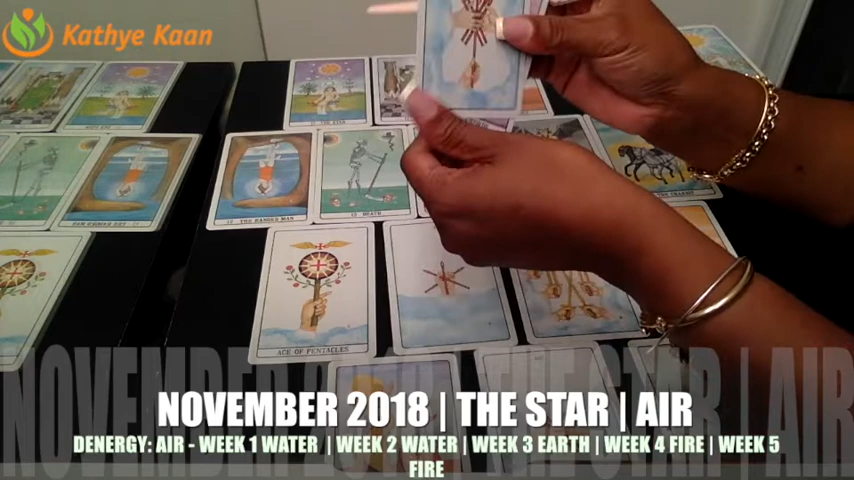 Kathye Kaan
12 THE HANGED MAN
DEATH
ACE OF PENTACLES
NOVEMBER 2018 | THE STAR | AIR
DENERGY: AIR - WEEK 1 WATER | WEEK 2 WATER | WEEK 3 EARTH | WEEK 4 FIRE | WEEK 5
FIRE